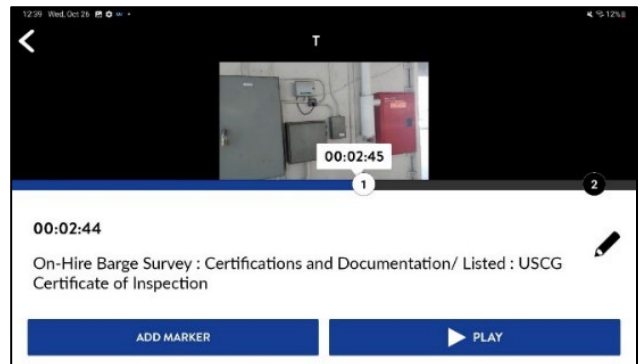 12:39 Wed, Oct 26
12%
T
00:02:45
1
2
00:02:44
On-Hire Barge Survey : Certifications and Documentation/ Listed : USCG
Certificate of Inspection
ADD MARKER
PLAY